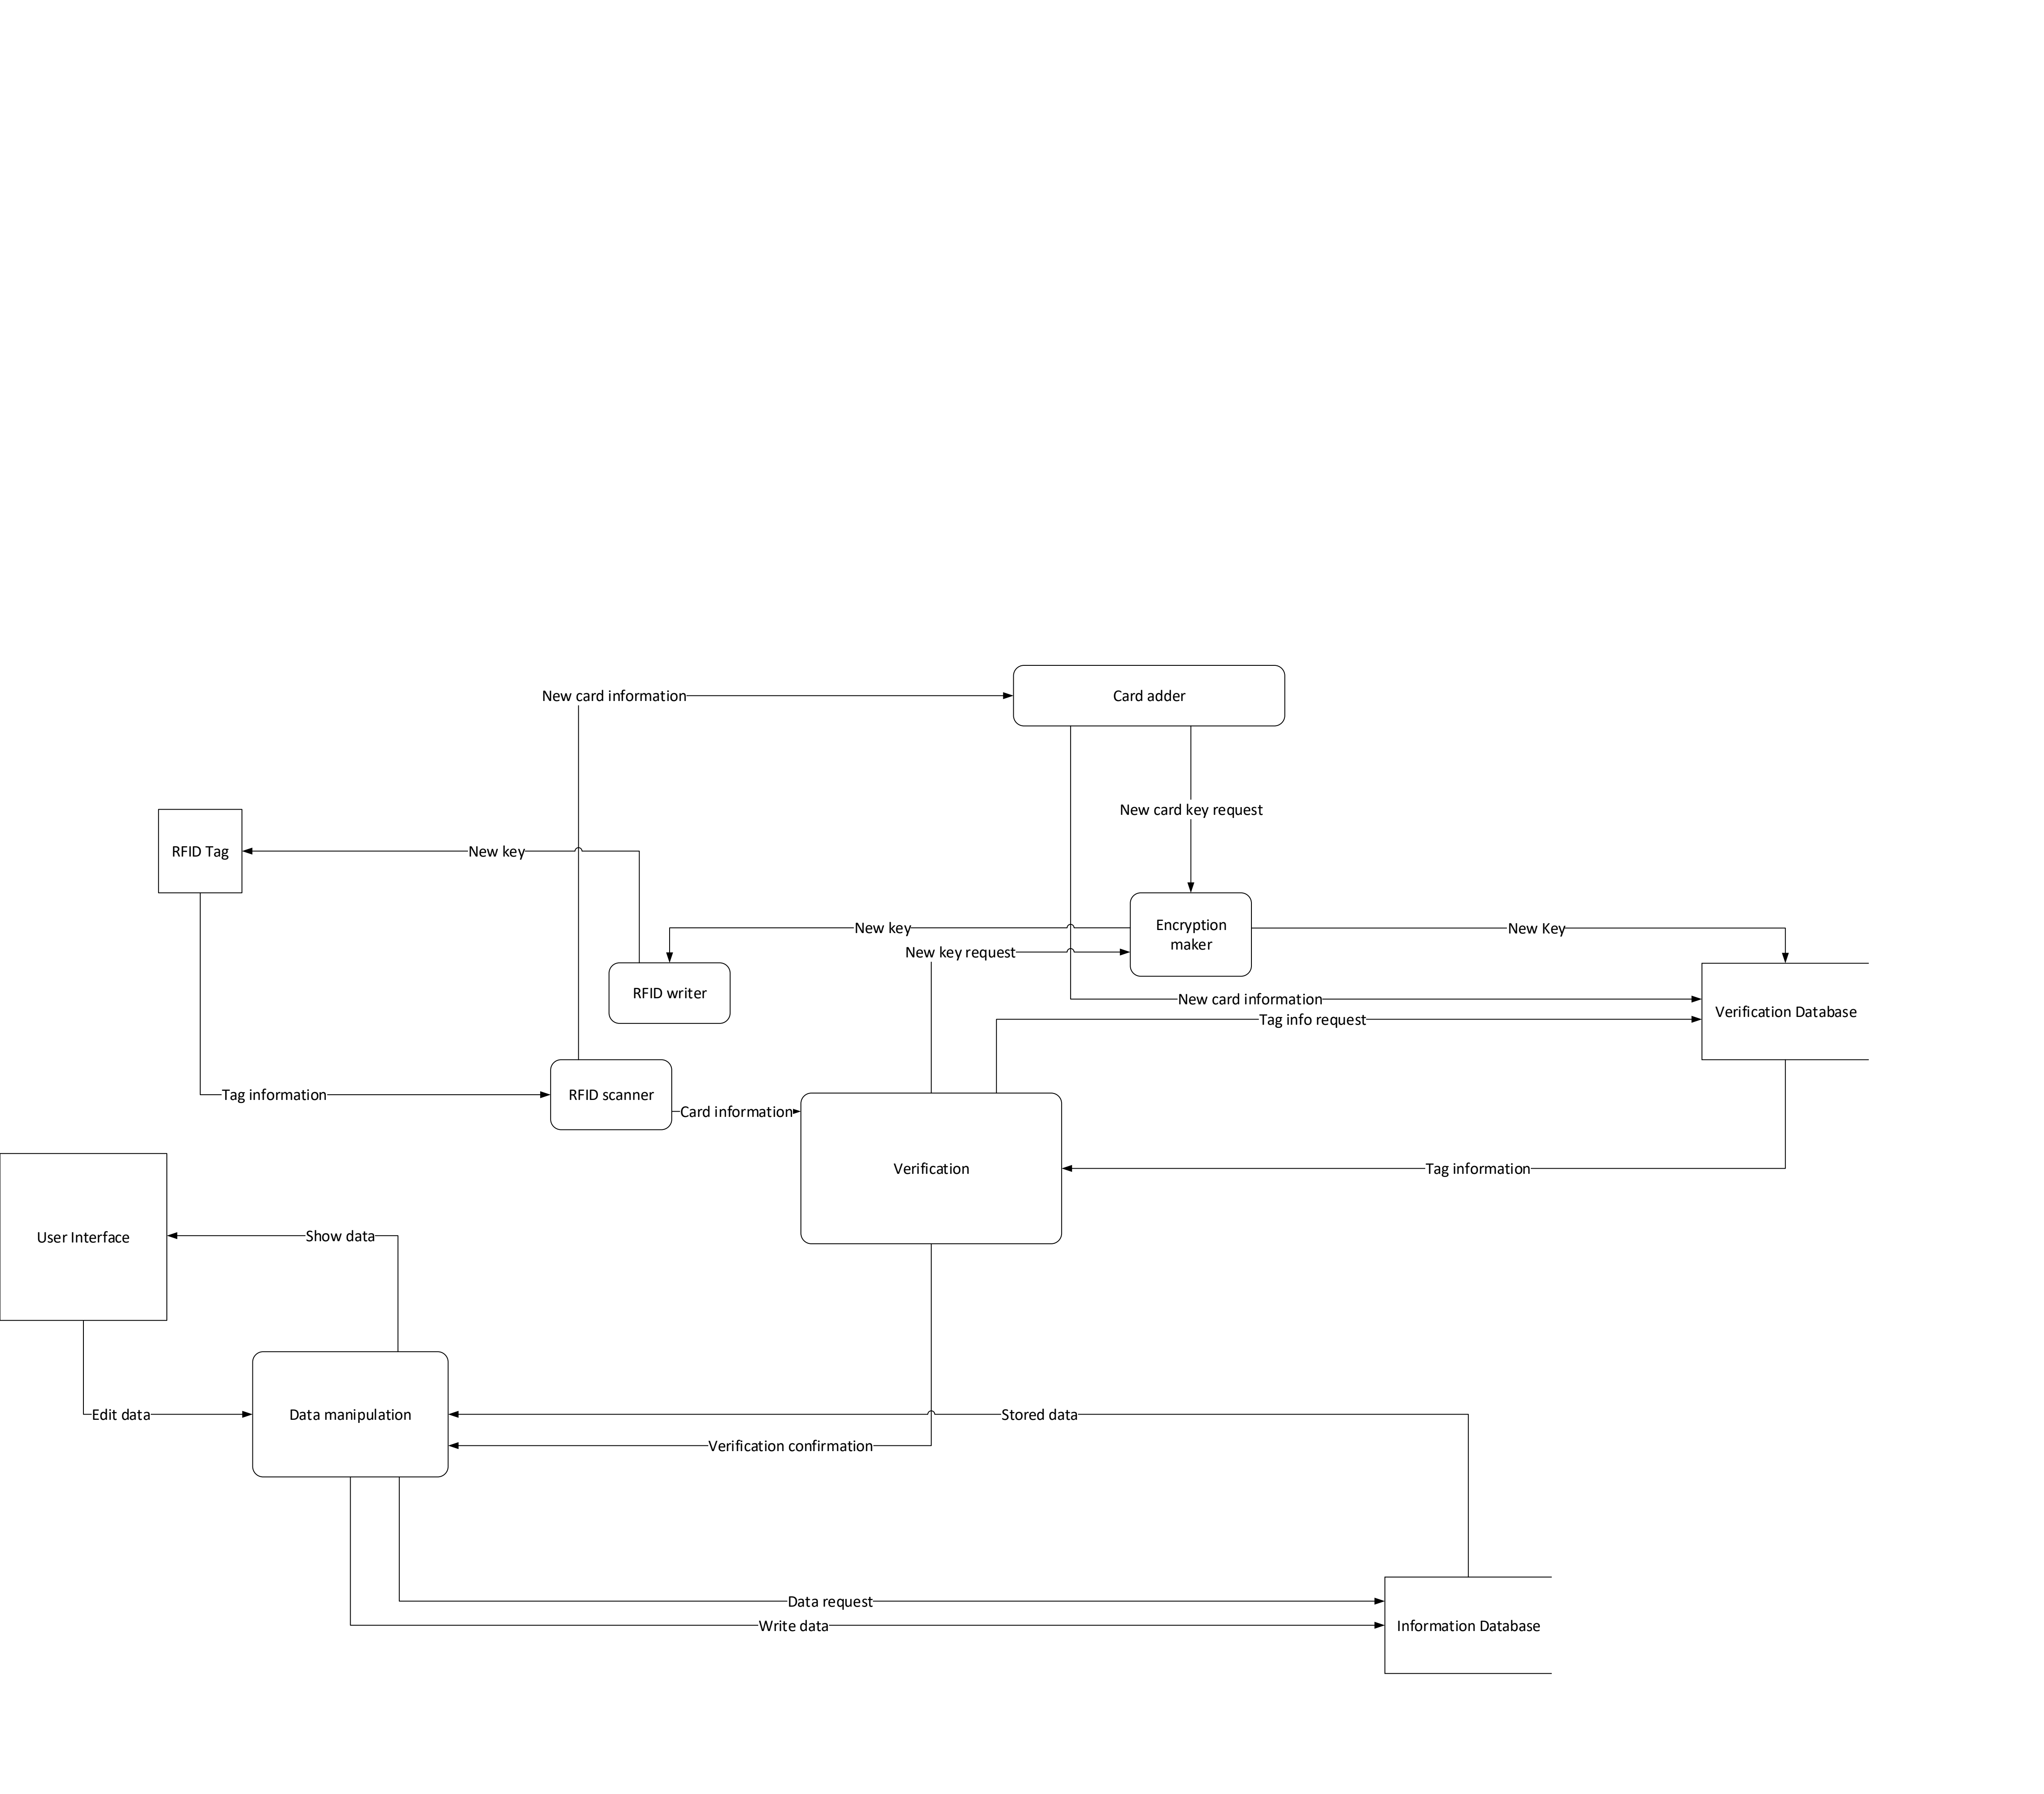 New card information
Card adder
New card key request
RFID Tag
New key
Encryption
maker
New key
New Key
New key request
RFID writer
New card information
Verification Database
Tag info request
Tag information
RFID scanner
Card information
Verification
Tag information
User Interface
Show data
Edit data
Data manipulation
Stored data
Verification confirmation
Data request
Write data
Information Database